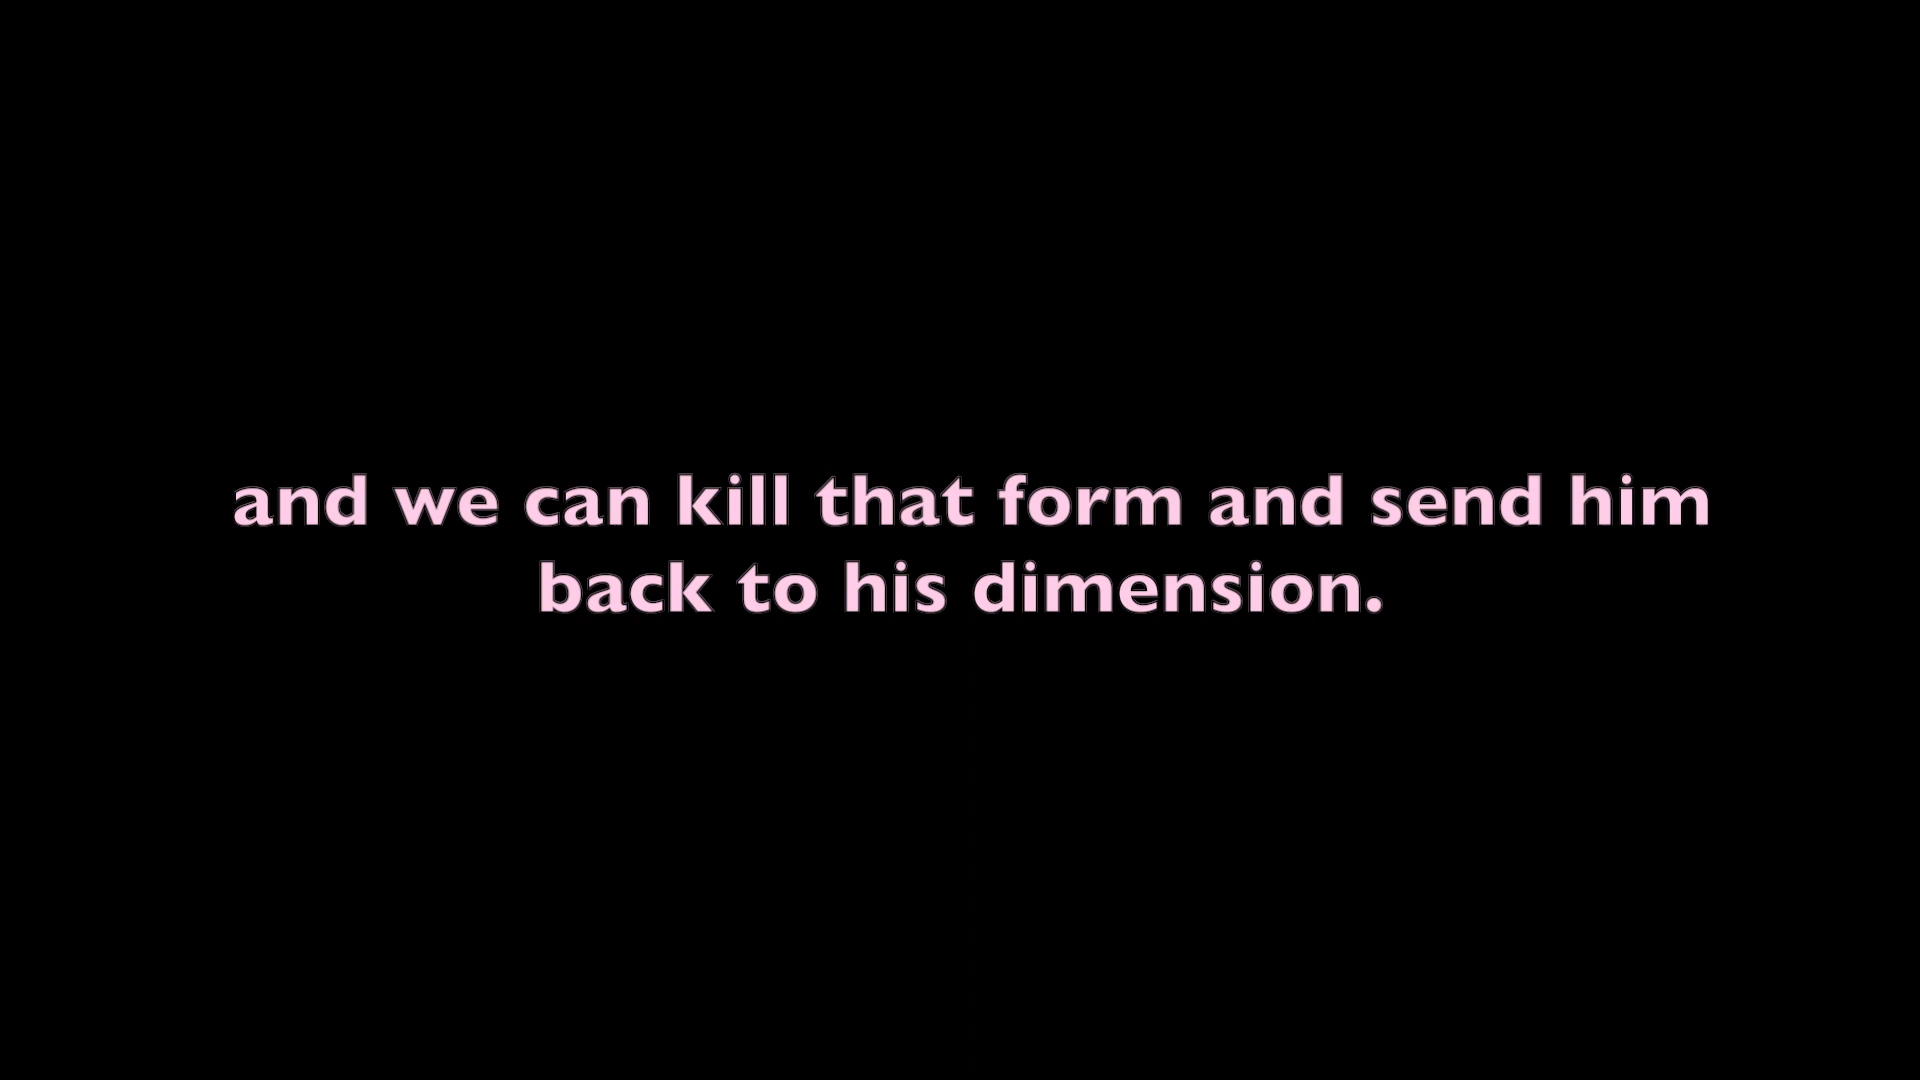 and we can kill that form and send him
back to his dimension.